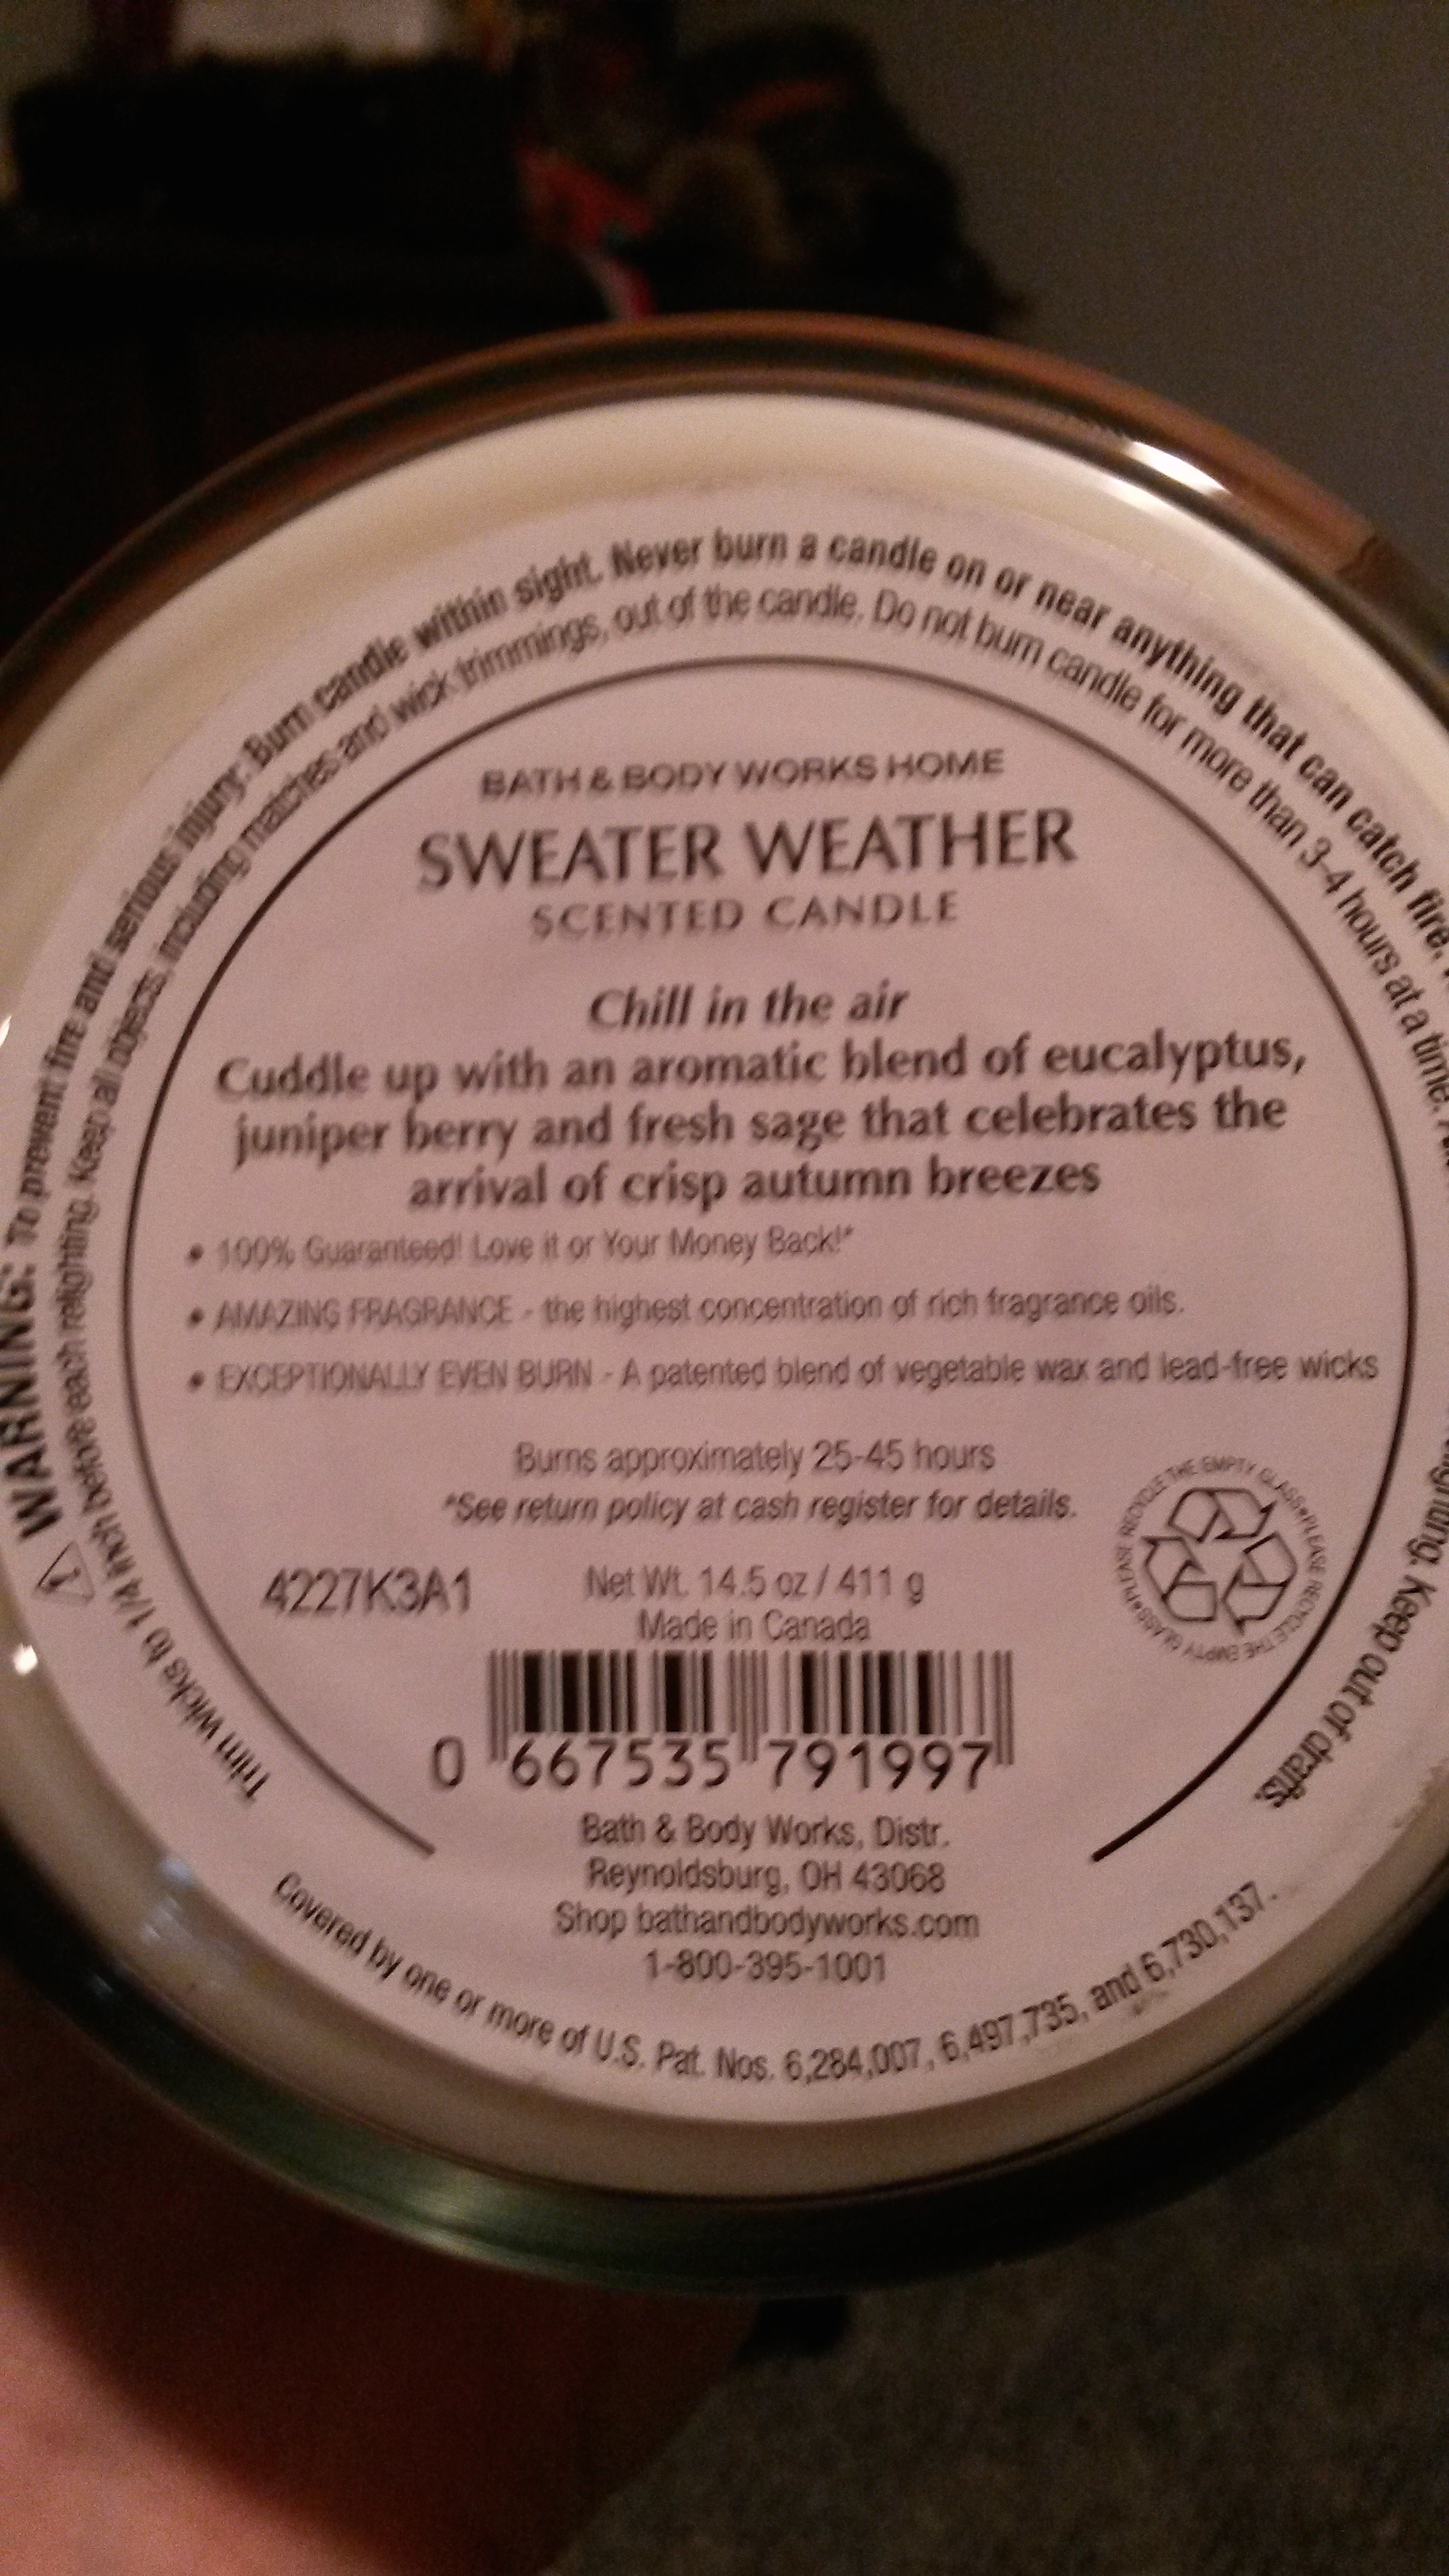 WARNING: To prevent fire and serious injury: Burn candle within sight. Never burn a candle on or near anything that can catch fire.
Trim wicks to 1/4 inch before each relighting. Keep all objects, including matches and wick trimmings, out of the candle. Do not burn candle for more than 3-4 hours at a time.
Keep out of drafts.
BATH & BODY WORKS HOME
SWEATER WEATHER
SCENTED CANDLE
Chill in the air
Cuddle up with an aromatic blend of eucalyptus,
juniper berry and fresh sage that celebrates the
arrival of crisp autumn breezes
• 100% Guaranteed! Love it or Your Money Back!*
• AMAZING FRAGRANCE - the highest concentration of rich fragrance oils.
• EXCEPTIONALLY EVEN BURN - A patented blend of vegetable wax and lead-free wicks
Burns approximately 25-45 hours
*See return policy at cash register for details.
PLEASE RECYCLE THE EMPTY GLASS•PLEASE RECYCLE THE EMPTY GLASS•
4227K3A1
Net Wt. 14.5 oz / 411 g
Made in Canada
0 667535 791997
Bath & Body Works, Distr.
Reynoldsburg, OH 43068
Shop bathandbodyworks.com
1-800-395-1001
Covered by one or more of U.S. Pat. Nos. 6,284,007, 6,497,735, and 6,730,137.